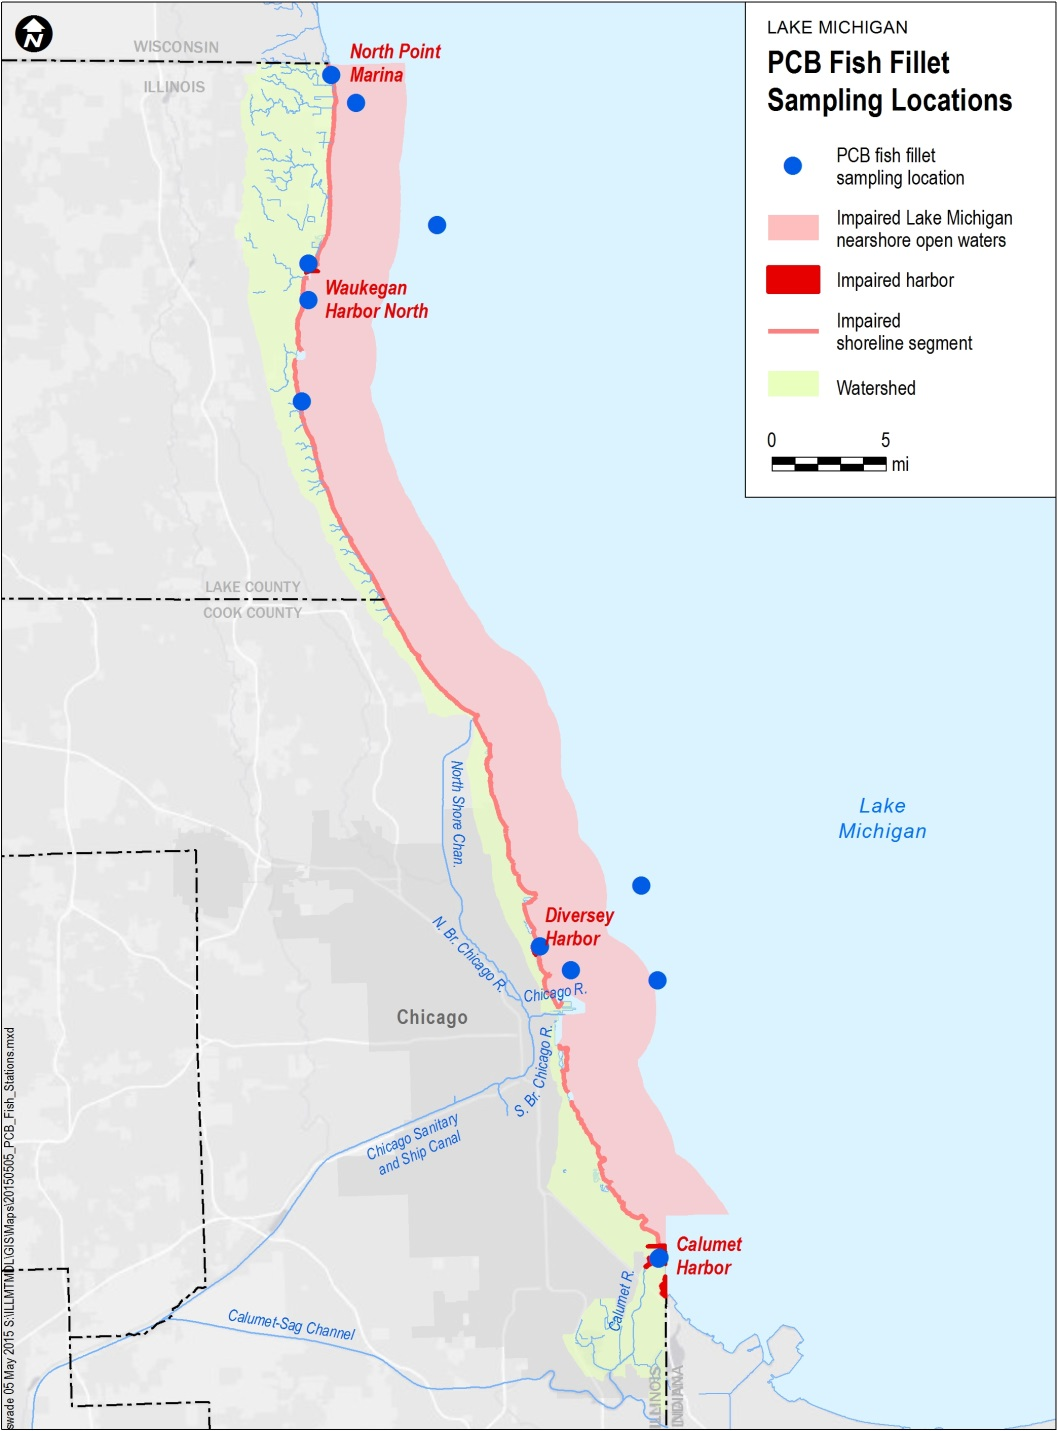 N
WISCONSIN
ILLINOIS
North Point
Marina
LAKE MICHIGAN
PCB Fish Fillet
Sampling Locations
PCB fish fillet
sampling location
Impaired Lake Michigan
nearshore open waters
Impaired harbor
Impaired
shoreline segment
Watershed
0 5
mi
Waukegan
Harbor North
LAKE COUNTY
COOK COUNTY
North Shore Chan.
Lake
Michigan
Diversey
Harbor
N. Br. Chicago R.
Chicago R.
Chicago
S. Br. Chicago R.
Chicago Sanitary
and Ship Canal
Calumet
Harbor
Calumet R.
Calumet-Sag Channel
ILLINOIS
INDIANA
swade 05 May 2015 S:\ILLMTMDL\GIS\Maps\20150505_PCB_Fish_Stations.mxd